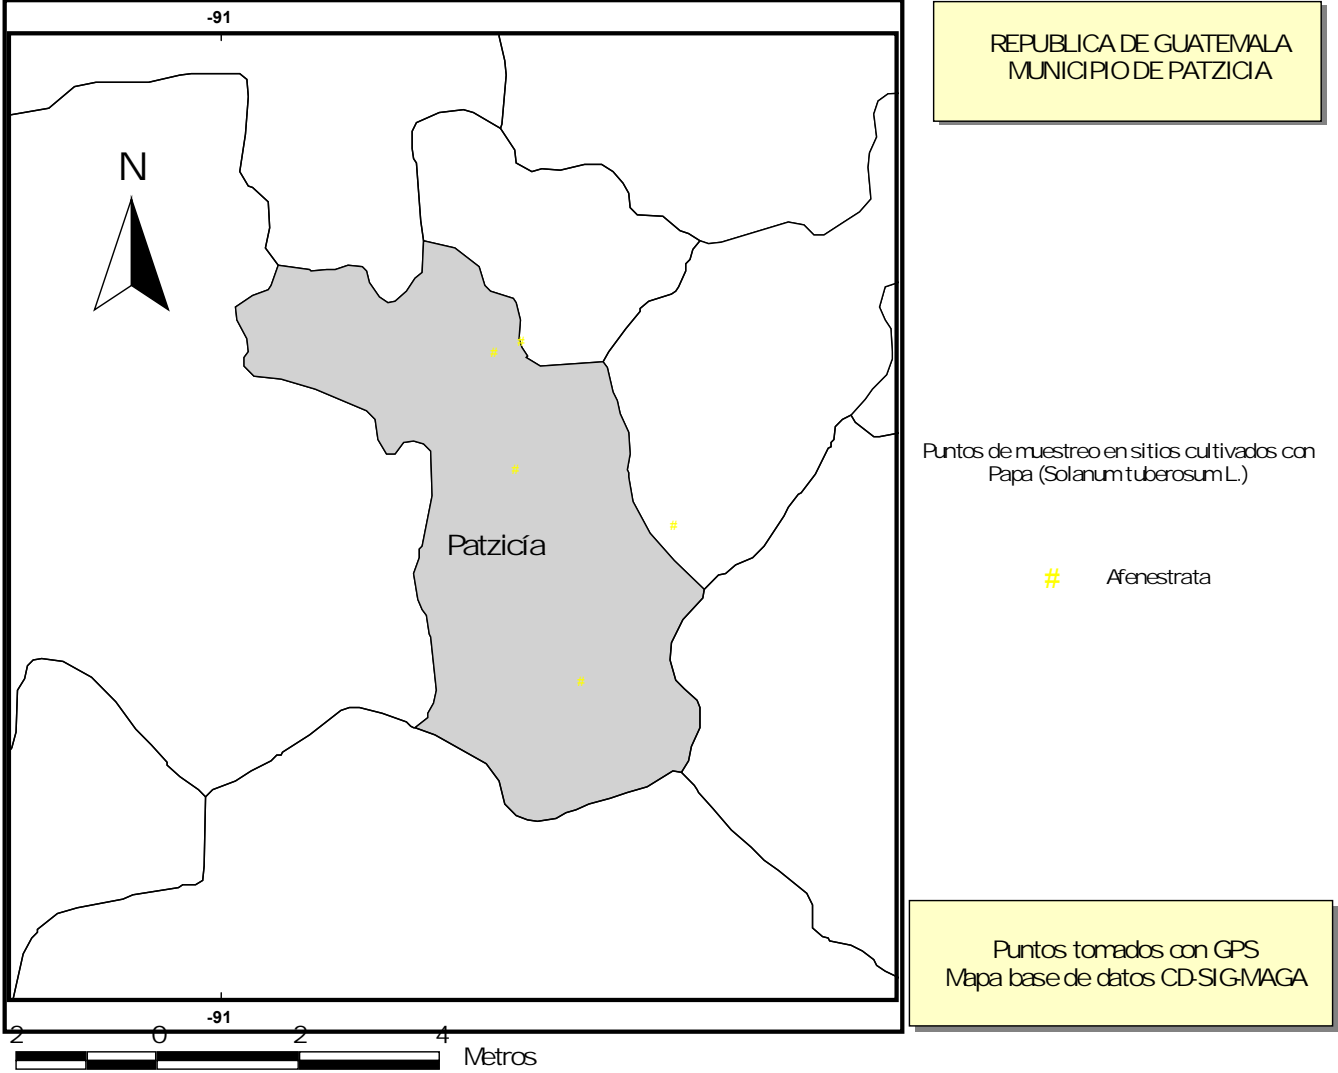 -91
REPUBLICA DE GUATEMALA
MUNICIPIO DE PATZICIA
N
#
#
#
Puntos de muestreo en sitios cultivados con
Papa (Solanum tuberosum L.)
#
Patzicía
# Afenestrata
#
Puntos tomados con GPS
Mapa base de datos CD-SIG-MAGA
-91
2 0 2 4
Metros